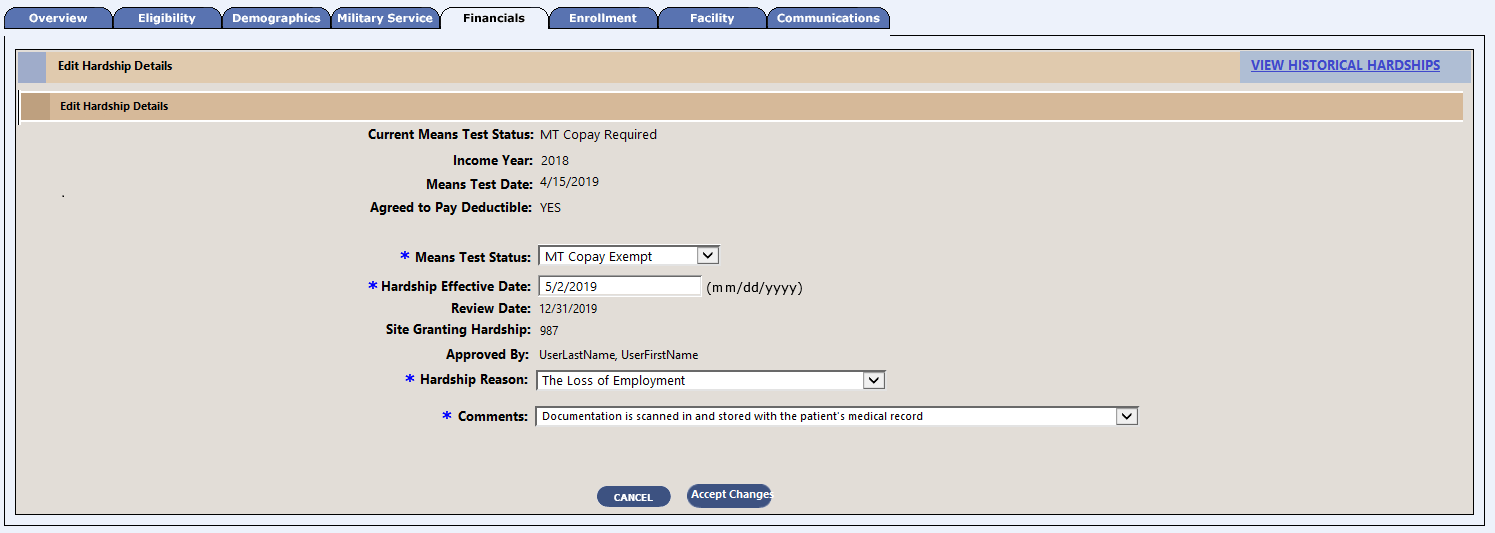 Overview Eligibility Demographics Military Service Financials Enrollment Facility Communications
Edit Hardship Details VIEW HISTORICAL HARDSHIPS
Edit Hardship Details
Current Means Test Status: MT Copay Required
Income Year: 2018
Means Test Date: 4/15/2019
.
Agreed to Pay Deductible: YES
* Means Test Status: MT Copay Exempt
* Hardship Effective Date: 5/2/2019 (mm/dd/yyyy)
Review Date: 12/31/2019
Site Granting Hardship: 987
Approved By: UserLastName, UserFirstName
* Hardship Reason: The Loss of Employment
* Comments: Documentation is scanned in and stored with the patient's medical record
CANCEL Accept Changes